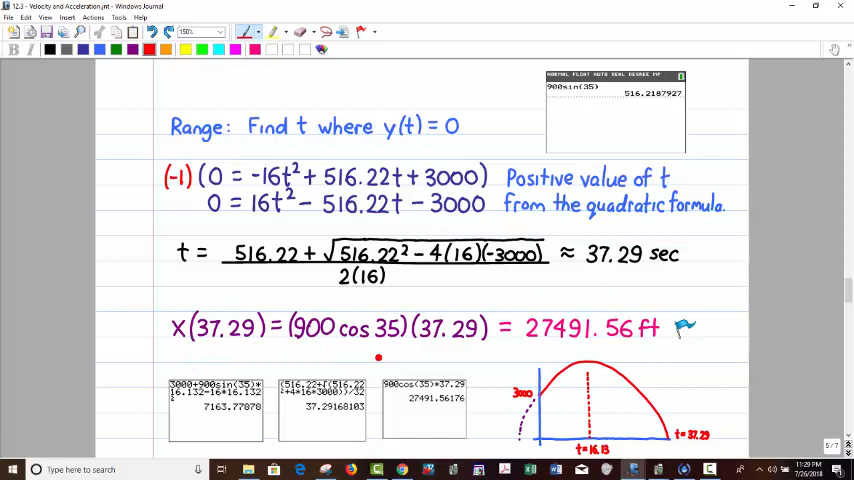 12.3 - Velocity and Acceleration.jnt - Windows Journal
File Edit View Insert Actions Tools Help
150%
B I
NORMAL FLOAT AUTO REAL DEGREE MP
900sin(35)
516.2187927
Range: Find t where y(t) = 0
(-1) (0 = -16t² + 516.22t + 3000) Positive value of t
0 = 16t² - 516.22t - 3000 from the quadratic formula.
t = 516.22 + √516.22² - 4(16)(-3000) ≈ 37.29 sec
2(16)
x(37.29) = (900 cos 35)(37.29) = 27491.56 ft
3000+900sin(35)*
16.132-16*16.132
2
7163.77878
(516.22+√(516.22
²+4*16*3000))/32
37.29168103
900cos(35)*37.29
27491.56176
3000
t = 37.29
t = 16.13
5/7
Type here to search
11:29 PM
7/26/2018